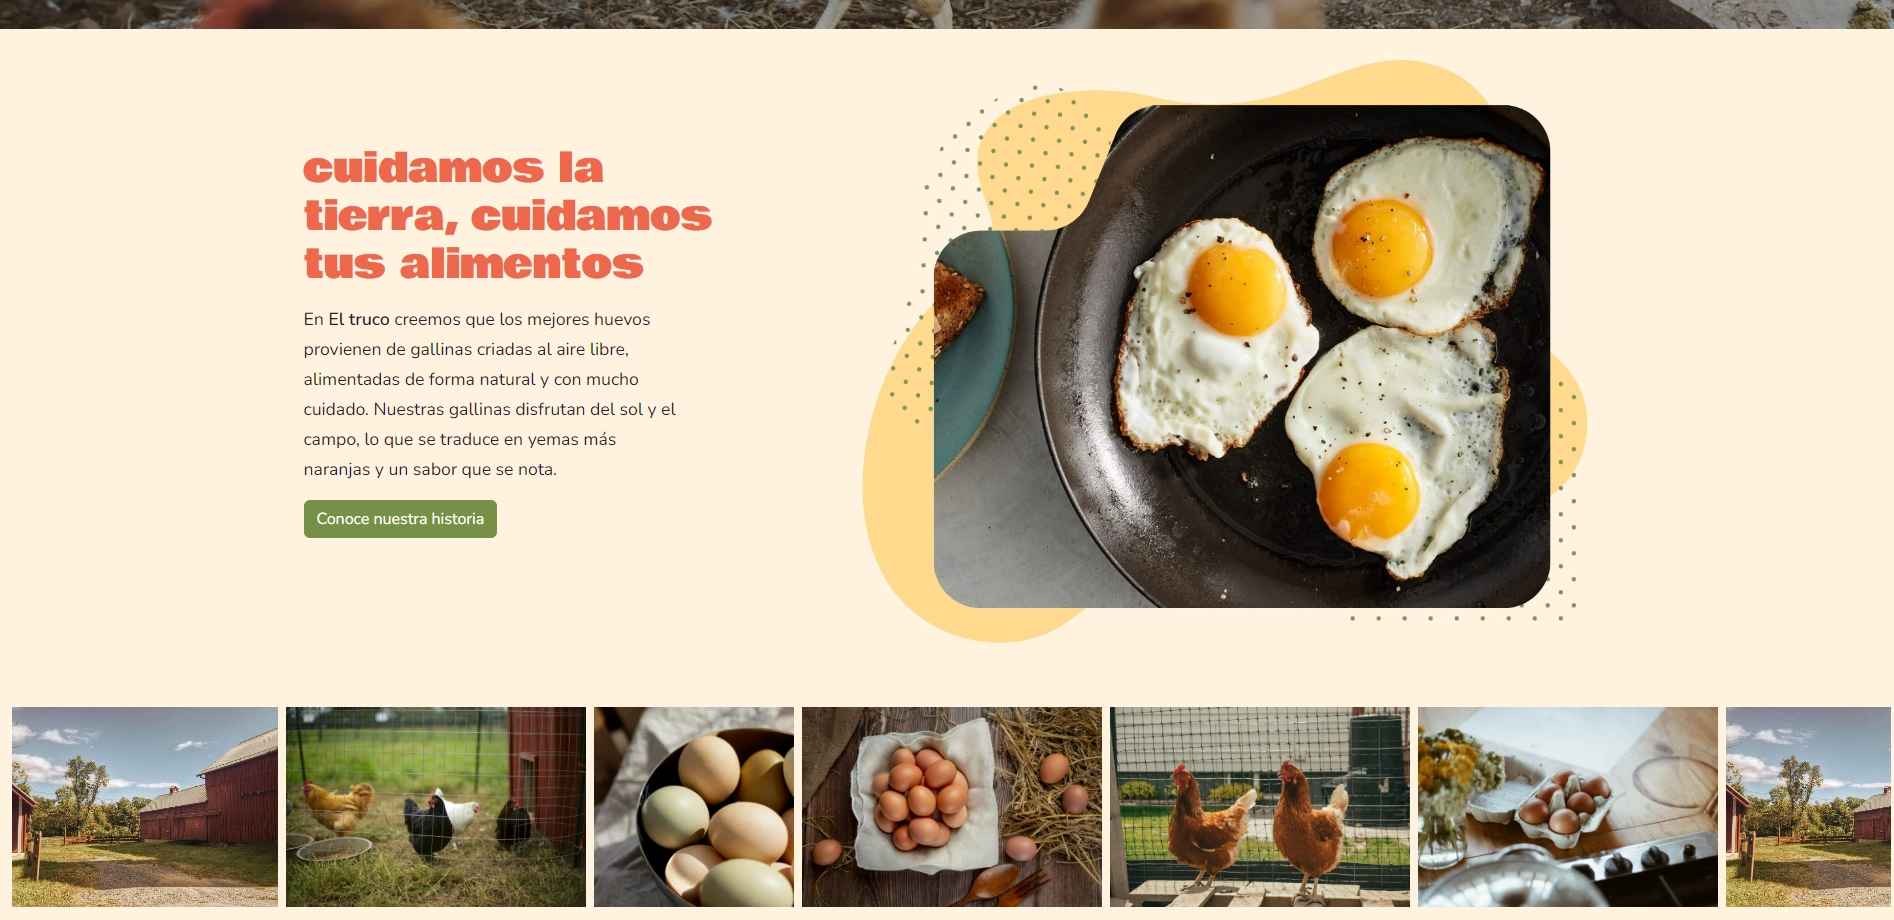 cuidamos la
tierra, cuidamos
tus alimentos
En El truco creemos que los mejores huevos
provienen de gallinas criadas al aire libre,
alimentadas de forma natural y con mucho
cuidado. Nuestras gallinas disfrutan del sol y el
campo, lo que se traduce en yemas más
naranjas y un sabor que se nota.
Conoce nuestra historia